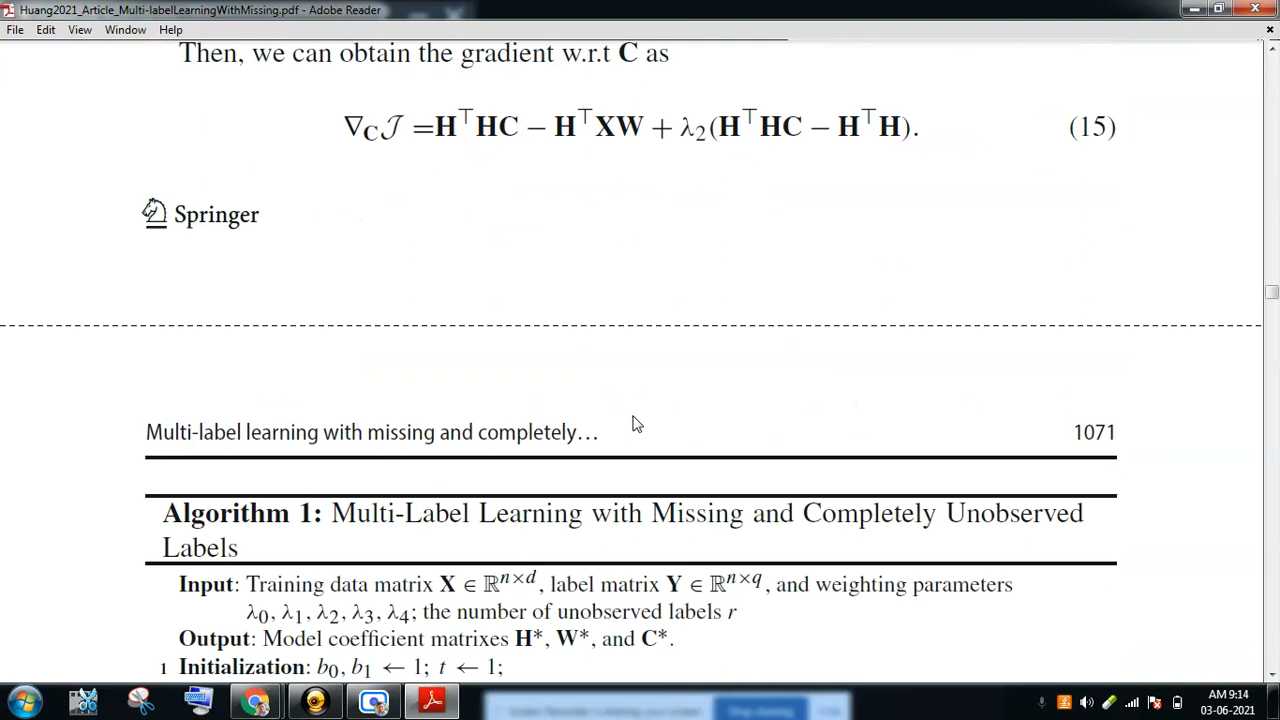 Huang2021_Article_Multi-labelLearningWithMissing.pdf - Adobe Reader
File Edit View Window Help
Then, we can obtain the gradient w.r.t C as
∇_C 𝒥 =H⊤HC − H⊤XW + λ₂(H⊤HC − H⊤H). (15)
Springer
Multi-label learning with missing and completely… 1071
Algorithm 1: Multi-Label Learning with Missing and Completely Unobserved
Labels
Input: Training data matrix X ∈ ℝ^{n×d}, label matrix Y ∈ ℝ^{n×q}, and weighting parameters
λ₀, λ₁, λ₂, λ₃, λ₄; the number of unobserved labels r
Output: Model coefficient matrixes H*, W*, and C*.
1 Initialization: b₀, b₁ ← 1; t ← 1;
AM 9:14
03-06-2021